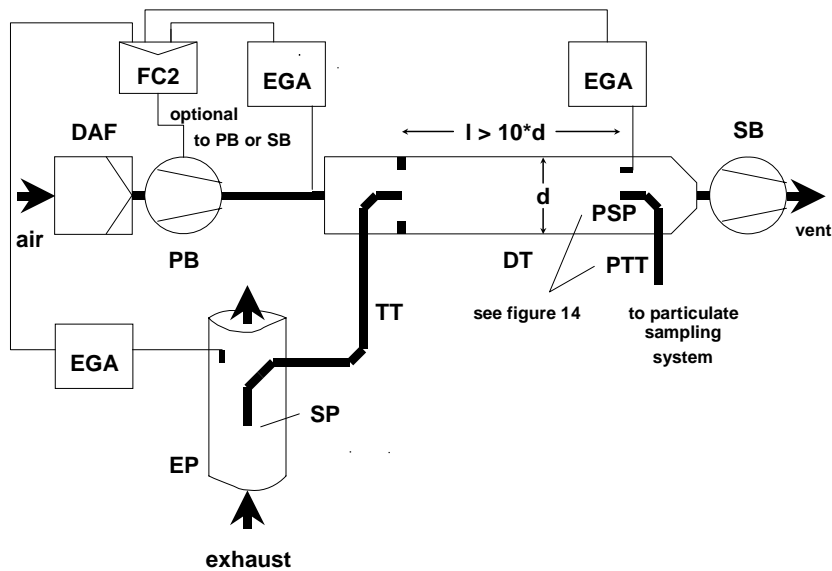 FC2
EGA
EGA
optional
to PB or SB
DAF
l > 10*d
SB
d
air
PB
PSP
DT
PTT
vent
TT
see figure 14
to particulate
sampling
system
EGA
SP
EP
exhaust